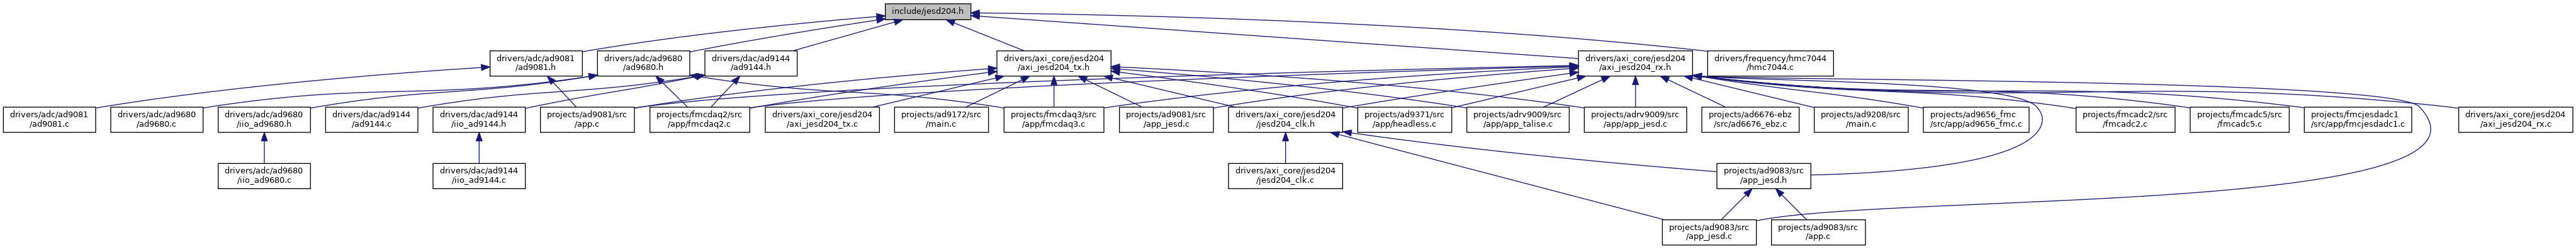 include/jesd204.h
drivers/adc/ad9081
/ad9081.h
drivers/adc/ad9680
/ad9680.h
drivers/dac/ad9144
/ad9144.h
drivers/axi_core/jesd204
/axi_jesd204_tx.h
drivers/axi_core/jesd204
/axi_jesd204_rx.h
drivers/frequency/hmc7044
/hmc7044.c
drivers/adc/ad9081
/ad9081.c
drivers/adc/ad9680
/ad9680.c
drivers/adc/ad9680
/iio_ad9680.h
drivers/dac/ad9144
/ad9144.c
drivers/dac/ad9144
/iio_ad9144.h
projects/ad9081/src
/app.c
projects/fmcdaq2/src
/app/fmcdaq2.c
drivers/axi_core/jesd204
/axi_jesd204_tx.c
projects/ad9172/src
/main.c
projects/fmcdaq3/src
/app/fmcdaq3.c
projects/ad9081/src
/app_jesd.c
drivers/axi_core/jesd204
/jesd204_clk.h
projects/ad9371/src
/app/headless.c
projects/adrv9009/src
/app/app_talise.c
projects/adrv9009/src
/app/app_jesd.c
projects/ad6676-ebz
/src/ad6676_ebz.c
projects/ad9208/src
/main.c
projects/ad9656_fmc
/src/app/ad9656_fmc.c
projects/fmcadc2/src
/fmcadc2.c
projects/fmcadc5/src
/fmcadc5.c
projects/fmcjesdadc1
/src/app/fmcjesdadc1.c
drivers/axi_core/jesd204
/axi_jesd204_rx.c
drivers/adc/ad9680
/iio_ad9680.c
drivers/dac/ad9144
/iio_ad9144.c
drivers/axi_core/jesd204
/jesd204_clk.c
projects/ad9083/src
/app_jesd.h
projects/ad9083/src
/app_jesd.c
projects/ad9083/src
/app.c